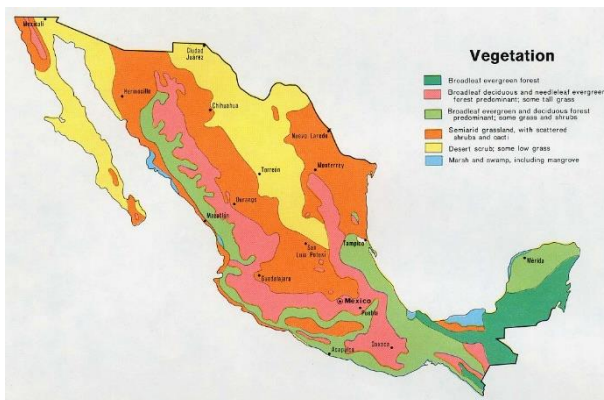 Mexicali
Ciudad
Juárez
Hermosillo
Chihuahua
Nuevo Laredo
Monterrey
Torreón
Durango
Mazatlán
San
Luis Potosí
Tampico
Guadalajara
México
Puebla
Acapulco
Oaxaca
Mérida
Vegetation
Broadleaf evergreen forest
Broadleaf deciduous and needleleaf evergreen
forest predominant; some tall grass
Broadleaf evergreen and deciduous forest
predominant; some grass and shrubs
Semiarid grassland, with scattered
shrubs and cacti
Desert scrub; some low grass
Marsh and swamp, including mangrove